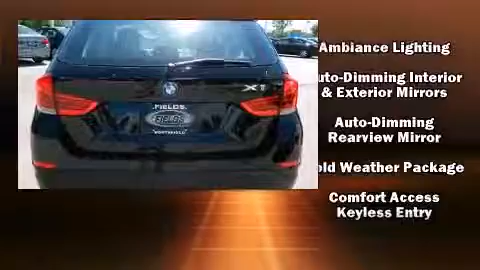 Ambiance Lighting
uto-Dimming Interior
& Exterior Mirrors
Auto-Dimming
Rearview Mirror
old Weather Package
Comfort Access
Keyless Entry
X1
FIELDS
FIELDS
NORTHFIELD